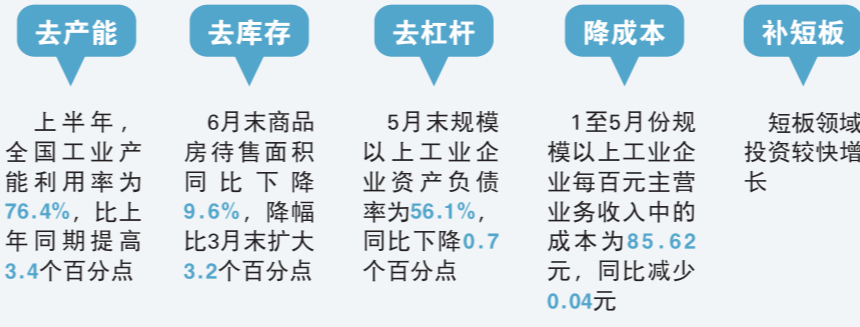 去产能
上半年，
全国工业产
能利用率为
76.4%，比上
年同期提高
3.4个百分点
去库存
6月末商品
房待售面积
同比下降
9.6%，降幅
比3月末扩大
3.2个百分点
去杠杆
5月末规模
以上工业企
业资产负债
率为56.1%，
同比下降0.7
个百分点
降成本
1至5月份规
模以上工业企
业每百元主营
业务收入中的
成本为85.62
元，同比减少
0.04元
补短板
短板领域
投资较快增
长